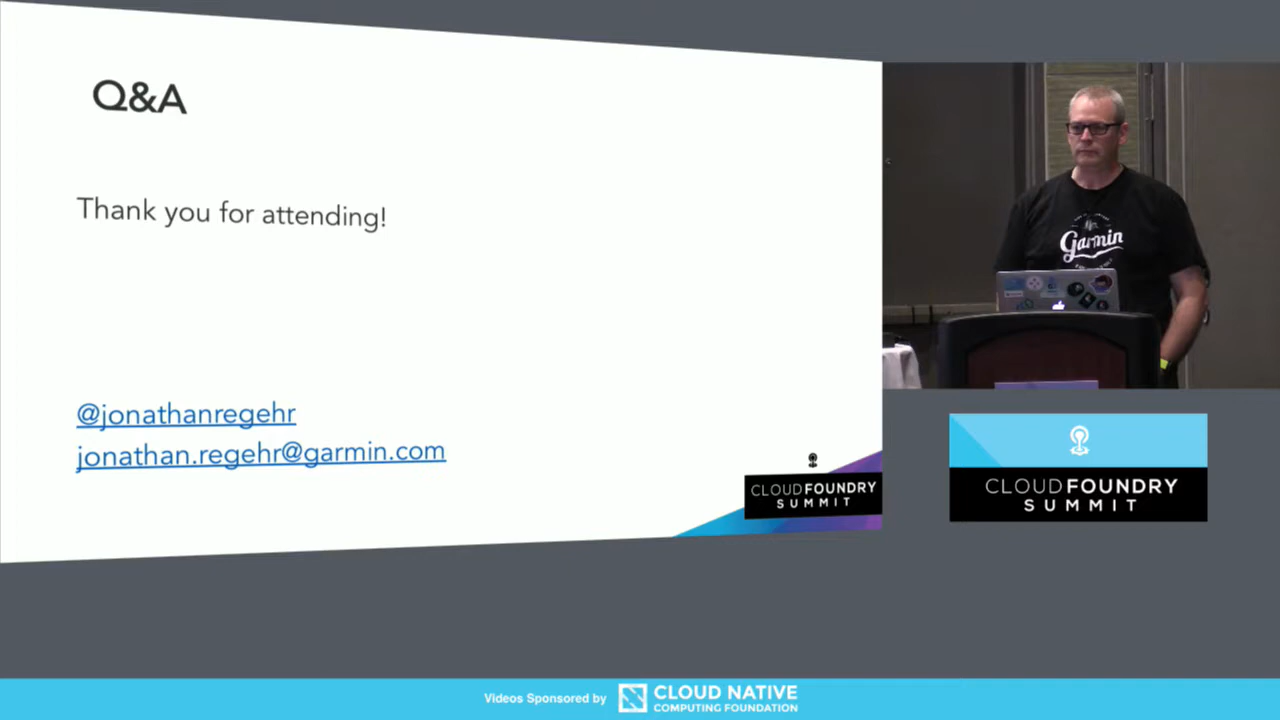 Q&A
Thank you for attending!
@jonathanregehr
jonathan.regehr@garmin.com
CLOUD FOUNDRY
SUMMIT
Garmin
CLOUD FOUNDRY
SUMMIT
Videos Sponsored by
CLOUD NATIVE
COMPUTING FOUNDATION